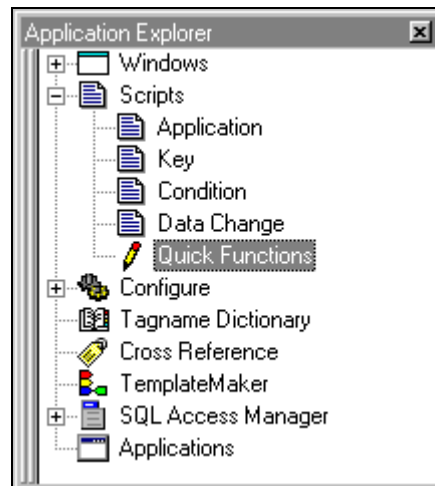 Application Explorer
Windows
Scripts
Application
Key
Condition
Data Change
Quick Functions
Configure
Tagname Dictionary
Cross Reference
TemplateMaker
SQL Access Manager
Applications